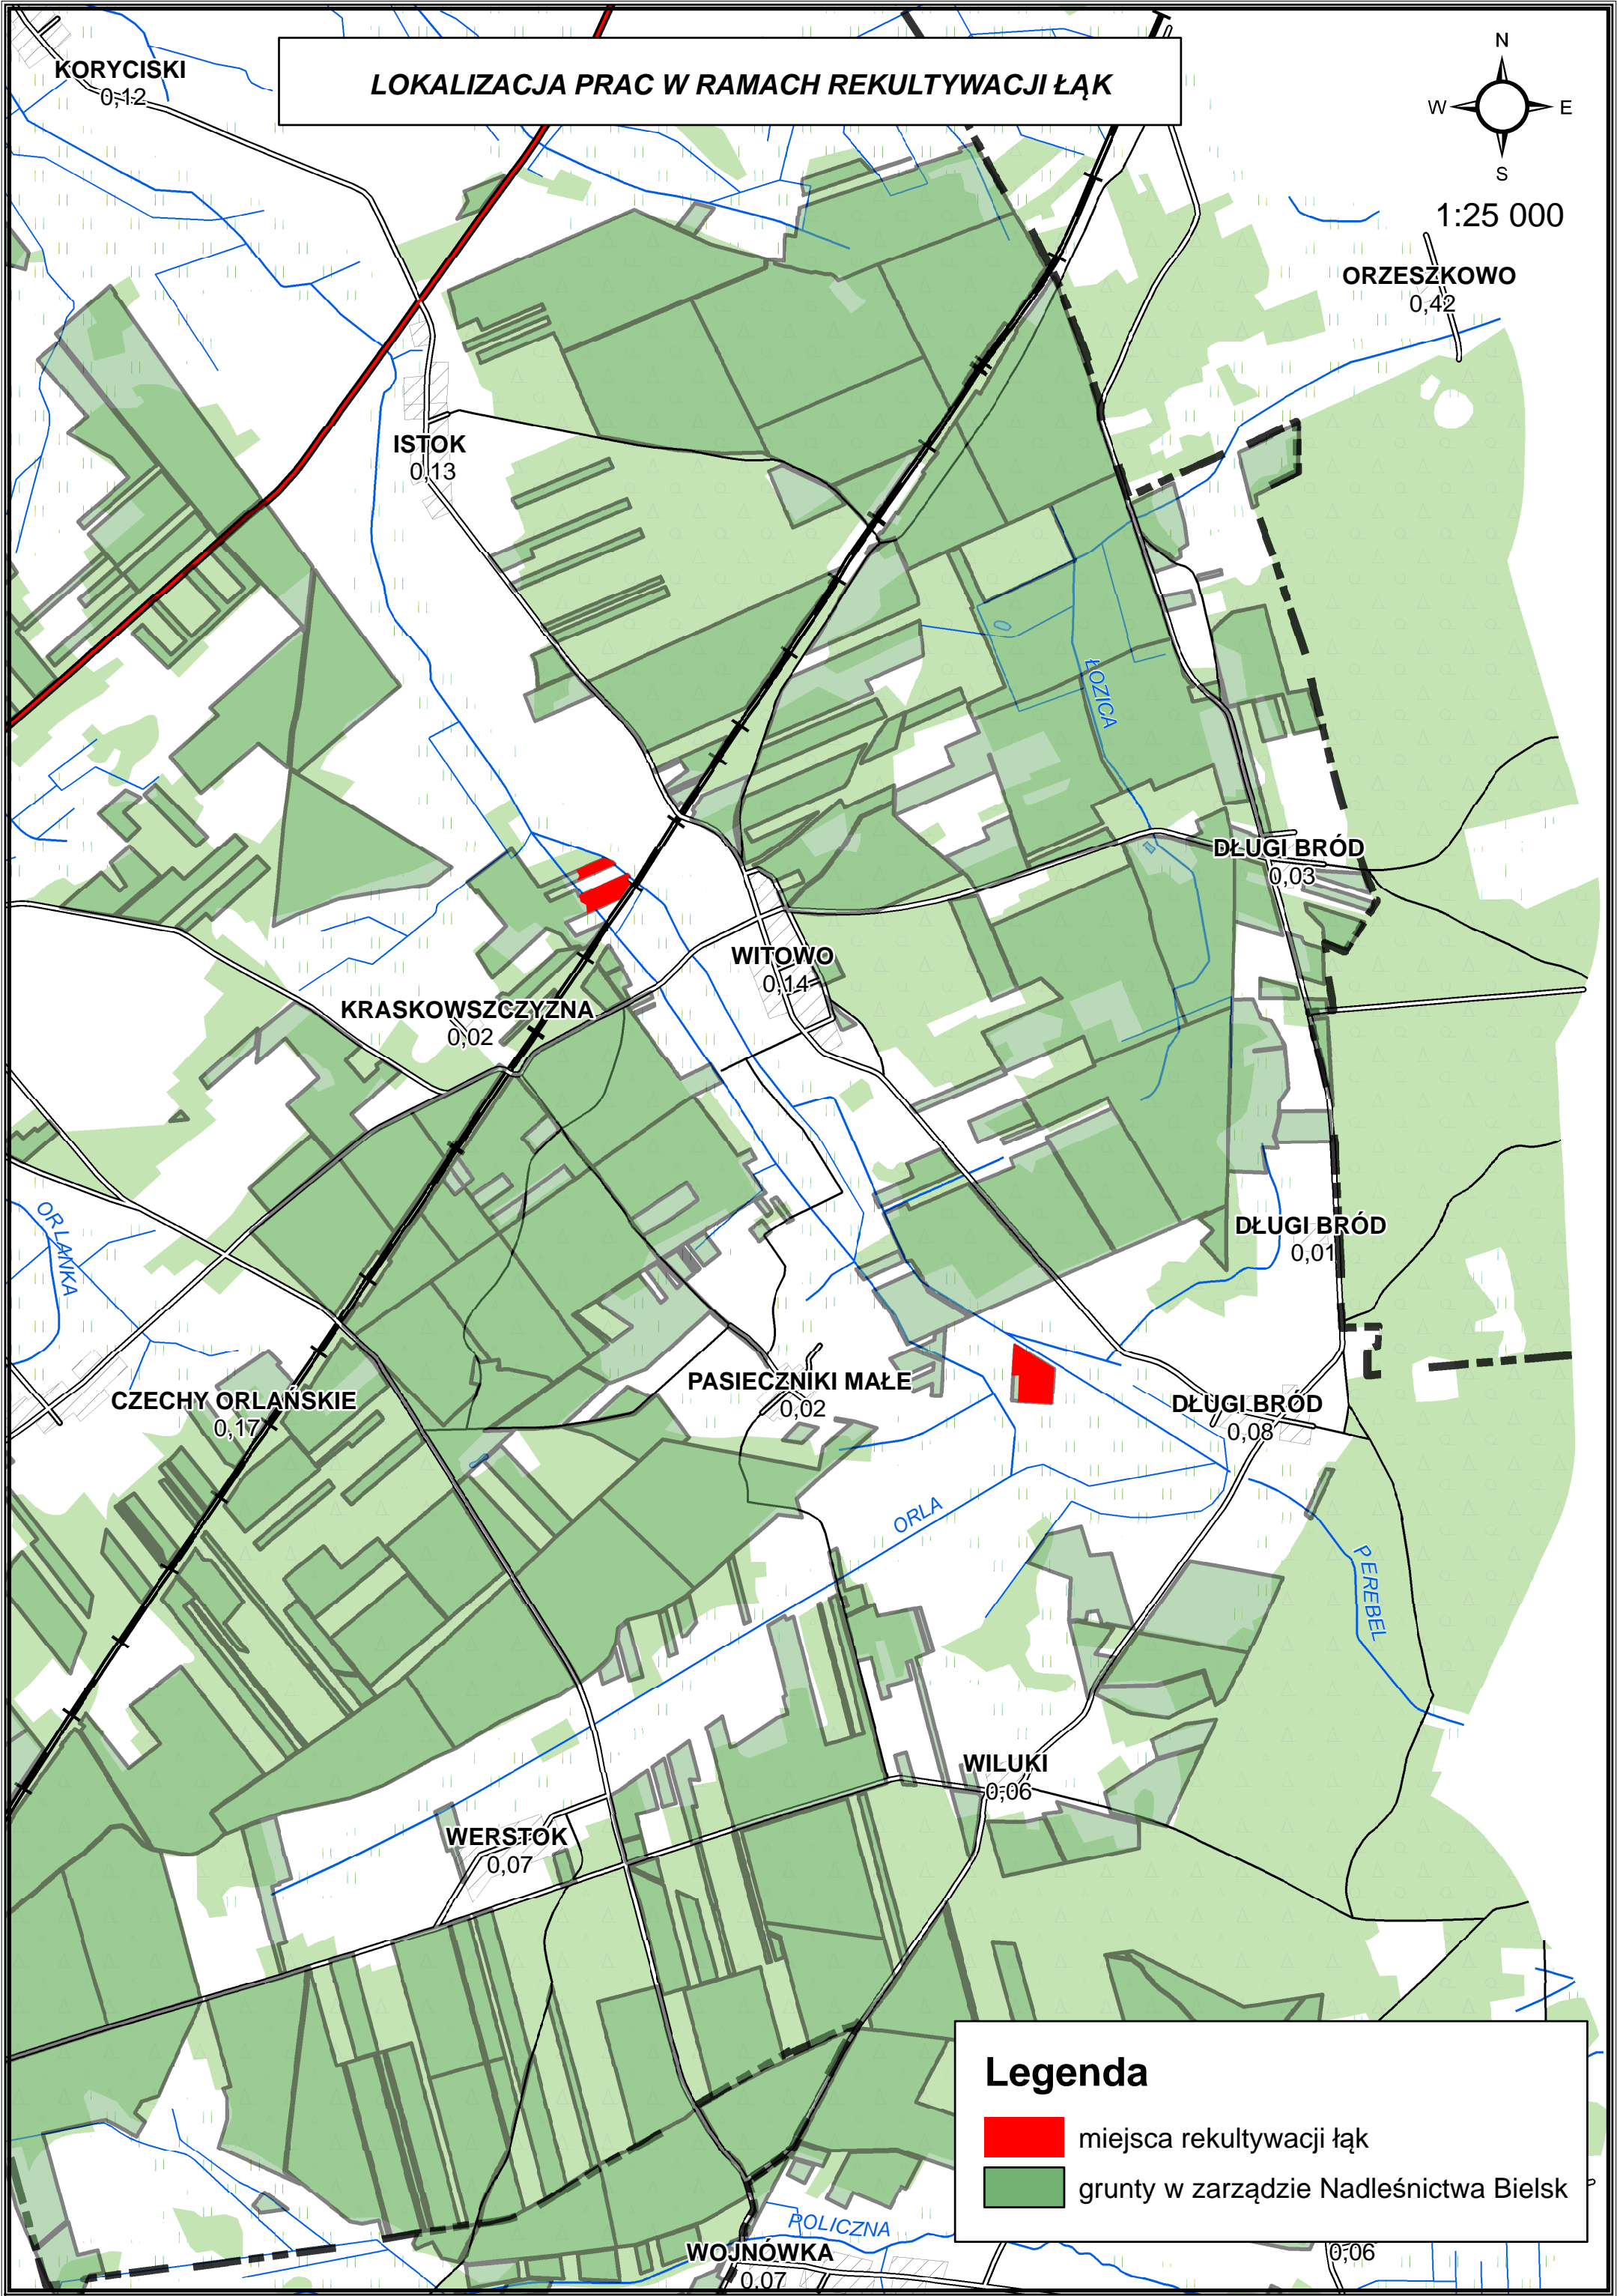 LOKALIZACJA PRAC W RAMACH REKULTYWACJI ŁĄK
N
W
E
S
1:25 000
KORYCISKI
0,12
ORZESZKOWO
0,42
ISTOK
0,13
ŁOZICA
DŁUGI BRÓD
0,03
WITOWO
0,14
KRASKOWSZCZYZNA
0,02
ORLANKA
DŁUGI BRÓD
0,01
PASIECZNIKI MAŁE
0,02
CZECHY ORLAŃSKIE
0,17
DŁUGI BRÓD
0,08
ORLA
PEREBEL
WILUKI
0,06
WERSTOK
0,07
Legenda
miejsca rekultywacji łąk
grunty w zarządzie Nadleśnictwa Bielsk
POLICZNA
WOJNÓWKA
0,07
0,06